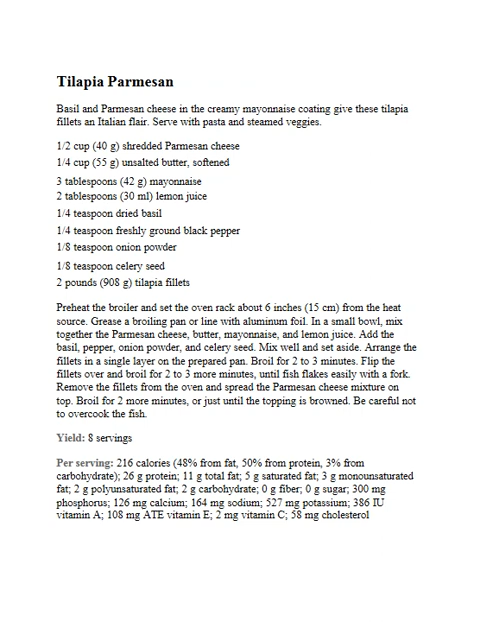 Tilapia Parmesan
Basil and Parmesan cheese in the creamy mayonnaise coating give these tilapia
fillets an Italian flair. Serve with pasta and steamed veggies.
1/2 cup (40 g) shredded Parmesan cheese
1/4 cup (55 g) unsalted butter, softened
3 tablespoons (42 g) mayonnaise
2 tablespoons (30 ml) lemon juice
1/4 teaspoon dried basil
1/4 teaspoon freshly ground black pepper
1/8 teaspoon onion powder
1/8 teaspoon celery seed
2 pounds (908 g) tilapia fillets
Preheat the broiler and set the oven rack about 6 inches (15 cm) from the heat
source. Grease a broiling pan or line with aluminum foil. In a small bowl, mix
together the Parmesan cheese, butter, mayonnaise, and lemon juice. Add the
basil, pepper, onion powder, and celery seed. Mix well and set aside. Arrange the
fillets in a single layer on the prepared pan. Broil for 2 to 3 minutes. Flip the
fillets over and broil for 2 to 3 more minutes, until fish flakes easily with a fork.
Remove the fillets from the oven and spread the Parmesan cheese mixture on
top. Broil for 2 more minutes, or just until the topping is browned. Be careful not
to overcook the fish.
Yield: 8 servings
Per serving: 216 calories (48% from fat, 50% from protein, 3% from
carbohydrate); 26 g protein; 11 g total fat; 5 g saturated fat; 3 g monounsaturated
fat; 2 g polyunsaturated fat; 2 g carbohydrate; 0 g fiber; 0 g sugar; 300 mg
phosphorus; 126 mg calcium; 164 mg sodium; 527 mg potassium; 386 IU
vitamin A; 108 mg ATE vitamin E; 2 mg vitamin C; 58 mg cholesterol